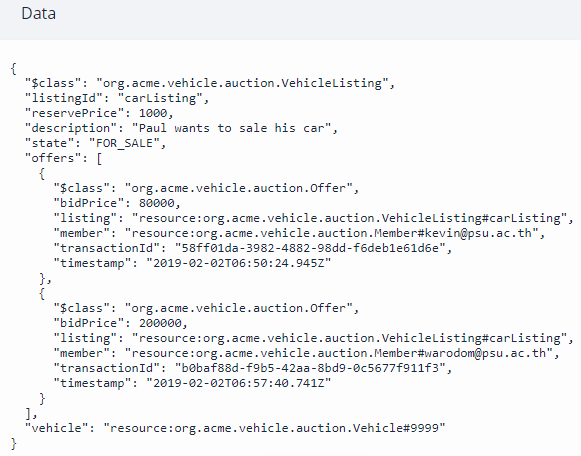 Data
{
"$class": "org.acme.vehicle.auction.VehicleListing",
"listingId": "carListing",
"reservePrice": 1000,
"description": "Paul wants to sale his car",
"state": "FOR_SALE",
"offers": [
{
"$class": "org.acme.vehicle.auction.Offer",
"bidPrice": 80000,
"listing": "resource:org.acme.vehicle.auction.VehicleListing#carListing",
"member": "resource:org.acme.vehicle.auction.Member#kevin@psu.ac.th",
"transactionId": "58ff01da-3982-4882-98dd-f6deb1e61d6e",
"timestamp": "2019-02-02T06:50:24.945Z"
},
{
"$class": "org.acme.vehicle.auction.Offer",
"bidPrice": 200000,
"listing": "resource:org.acme.vehicle.auction.VehicleListing#carListing",
"member": "resource:org.acme.vehicle.auction.Member#warodom@psu.ac.th",
"transactionId": "b0baf88d-f9b5-42aa-8bd9-0c5677f911f3",
"timestamp": "2019-02-02T06:57:40.741Z"
}
],
"vehicle": "resource:org.acme.vehicle.auction.Vehicle#9999"
}